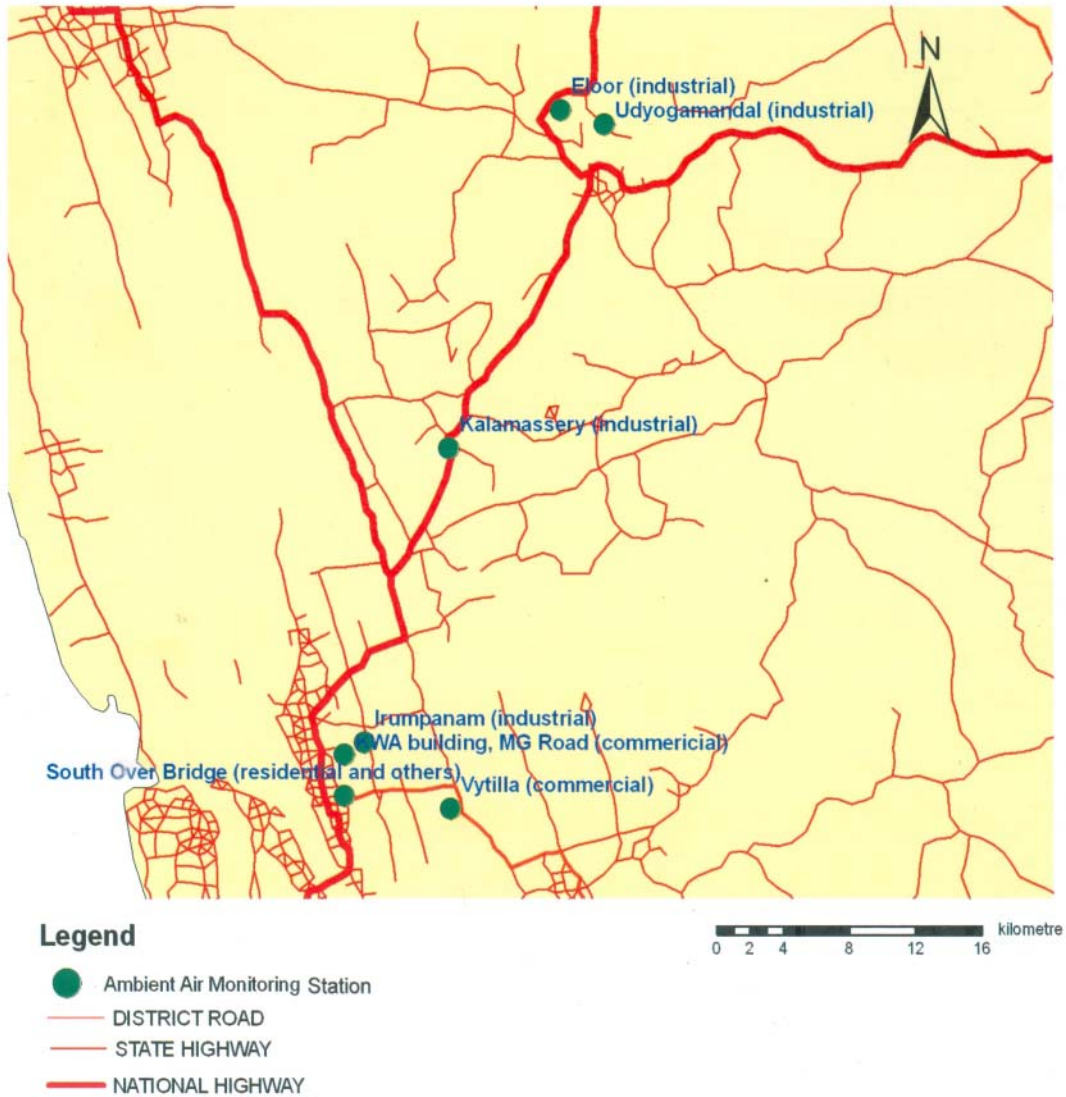 N
Eloor (industrial)
Udyogamandal (industrial)
Kalamassery (industrial)
Irumpanam (industrial)
WA building, MG Road (commericial)
South Over Bridge (residential and others)
Vytilla (commercial)
Legend
kilometre
0 2 4 8 12 16
Ambient Air Monitoring Station
DISTRICT ROAD
STATE HIGHWAY
NATIONAL HIGHWAY